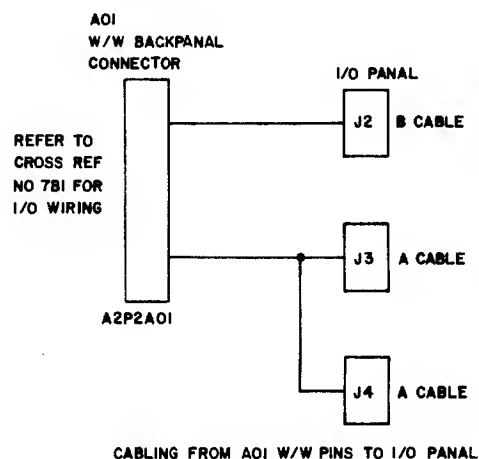 A01
W/W BACKPANAL
CONNECTOR
I/O PANAL
J2 B CABLE
REFER TO
CROSS REF
NO 7B1 FOR
I/O WIRING
J3 A CABLE
A2P2A01
J4 A CABLE
CABLING FROM A01 W/W PINS TO I/O PANAL